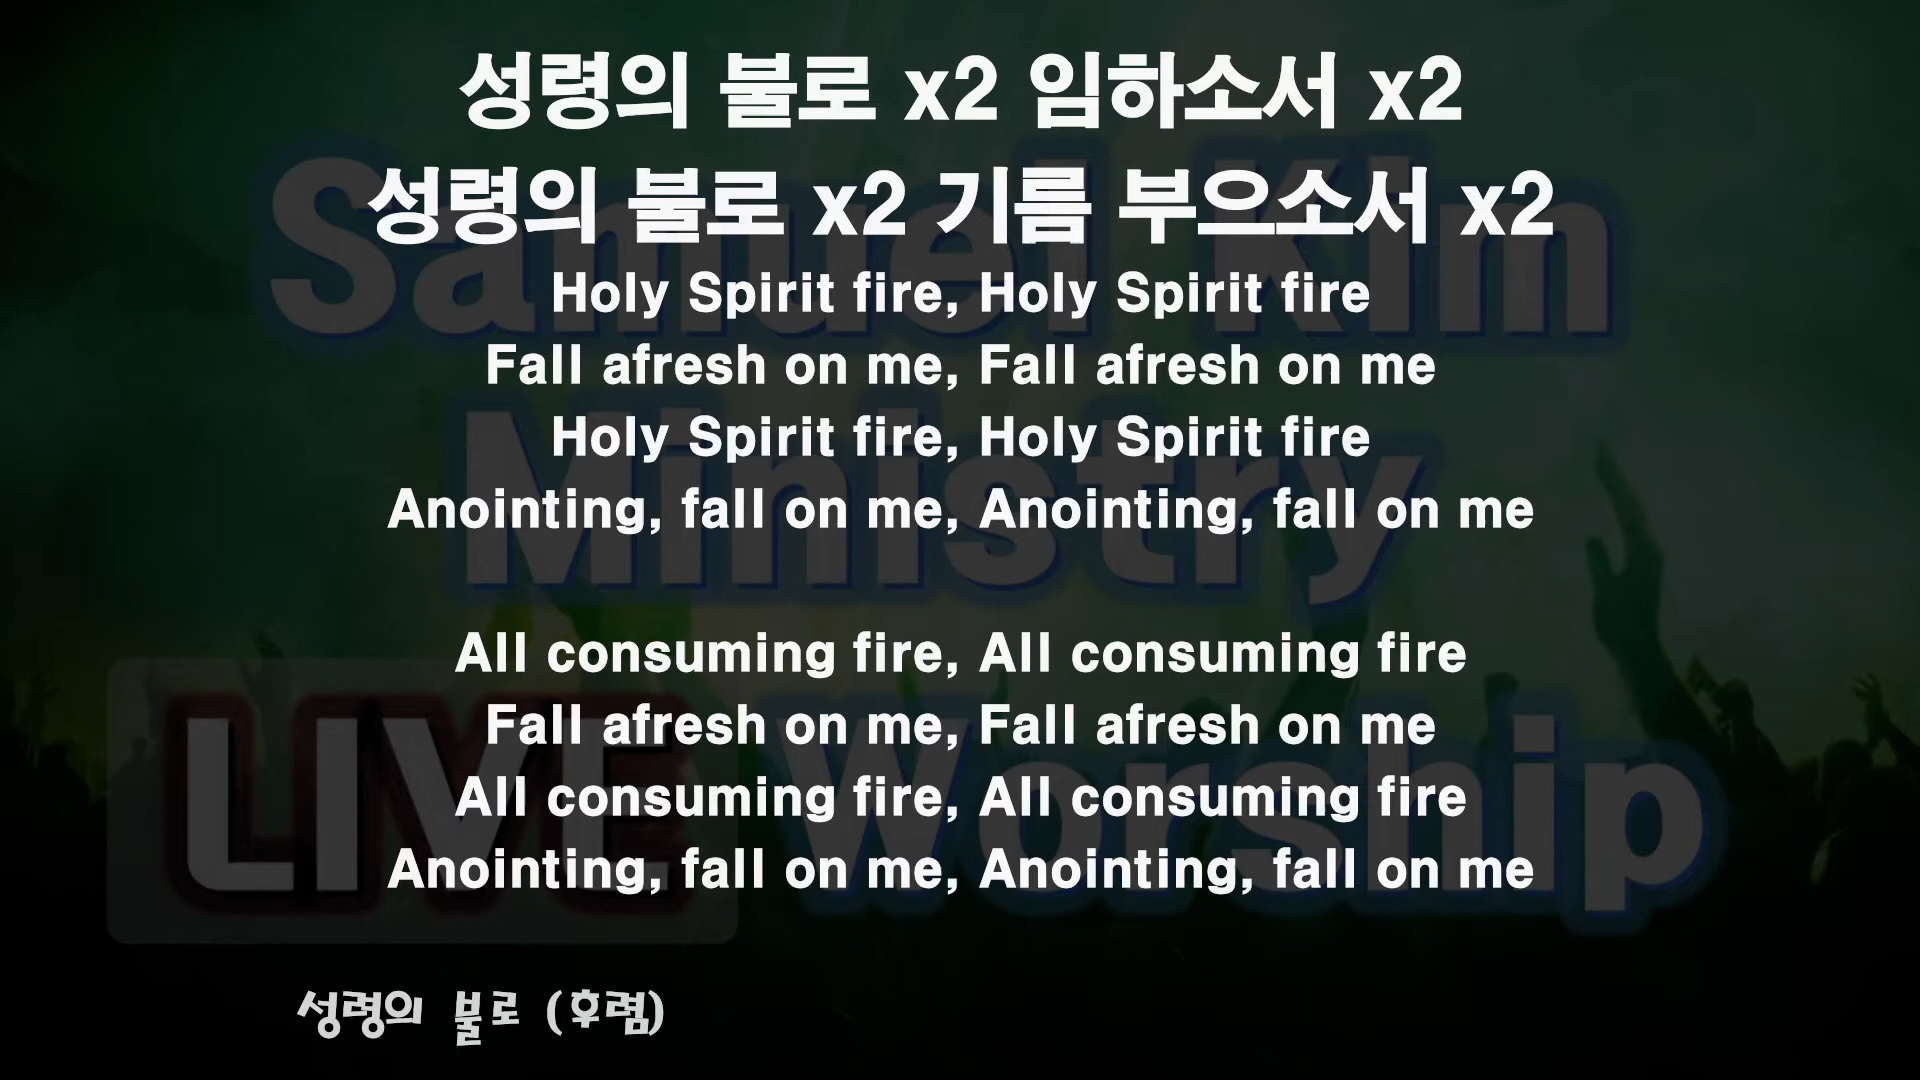 성령의 불로 x2 임하소서 x2
성령의 불로 x2 기름 부으소서 x2
Holy Spirit fire, Holy Spirit fire
Fall afresh on me, Fall afresh on me
Holy Spirit fire, Holy Spirit fire
Anointing, fall on me, Anointing, fall on me
All consuming fire, All consuming fire
Fall afresh on me, Fall afresh on me
All consuming fire, All consuming fire
Anointing, fall on me, Anointing, fall on me
성령의 불로 (후렴)
Samuel Kim
Ministry
LIVE Worship